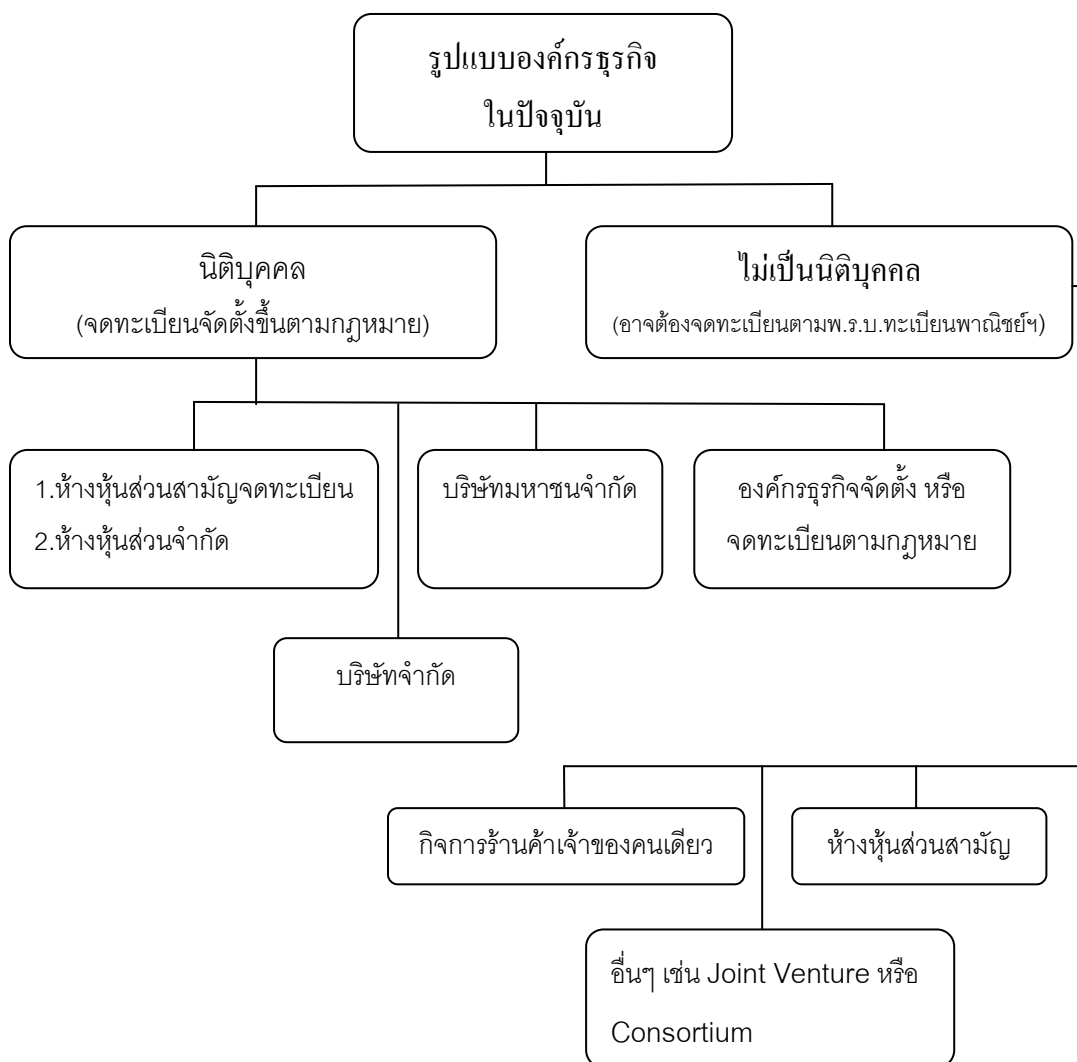 รูปแบบองค์กรธุรกิจ
ในปัจจุบัน
นิติบุคคล
(จดทะเบียนจัดตั้งขึ้นตามกฎหมาย)
ไม่เป็นนิติบุคคล
(อาจต้องจดทะเบียนตามพ.ร.บ.ทะเบียนพาณิชย์ฯ)
1.ห้างหุ้นส่วนสามัญจดทะเบียน
2.ห้างหุ้นส่วนจำกัด
บริษัทมหาชนจำกัด
องค์กรธุรกิจจัดตั้ง หรือ
จดทะเบียนตามกฎหมาย
บริษัทจำกัด
กิจการร้านค้าเจ้าของคนเดียว
ห้างหุ้นส่วนสามัญ
อื่นๆ เช่น Joint Venture หรือ
Consortium